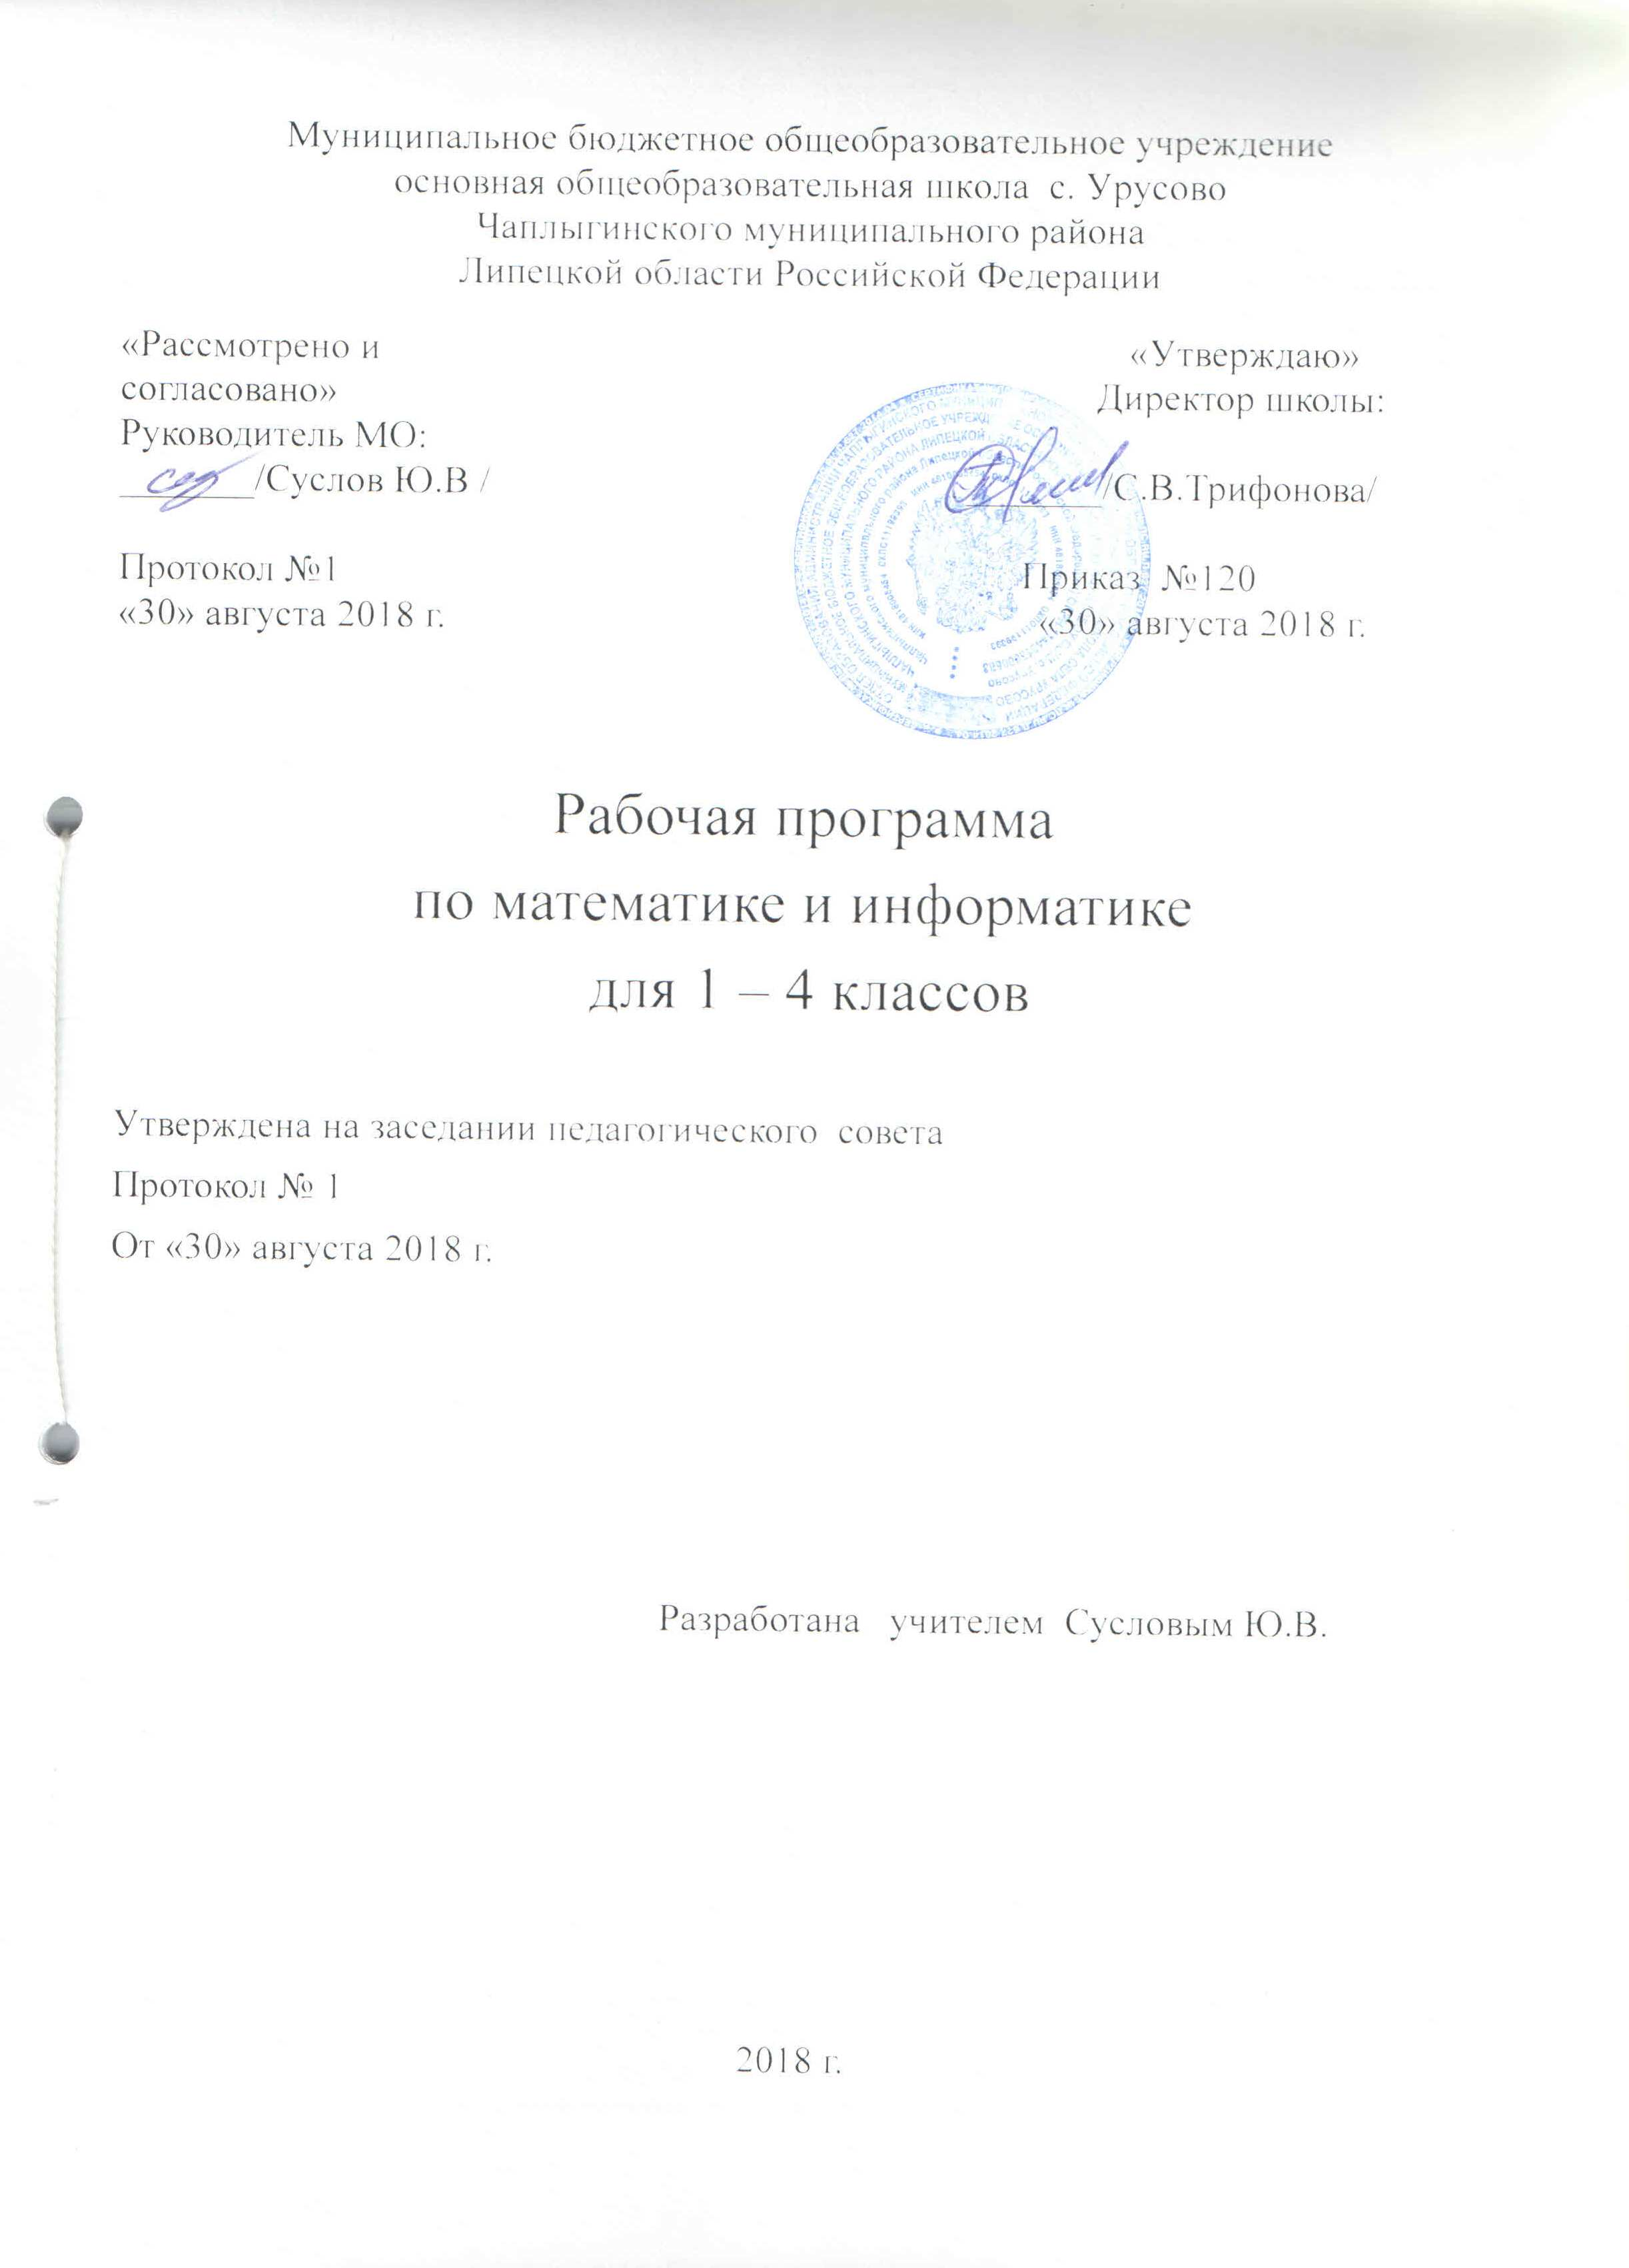 Муниципальное бюджетное общеобразовательное учреждение
основная общеобразовательная школа с. Урусово
Чаплыгинского муниципального района
Липецкой области Российской Федерации
«Рассмотрено и
согласовано»
Руководитель МО:
/Суслов Ю.В /
Протокол №1
«30» августа 2018 г.
«Утверждаю»
Директор школы:
/С.В.Трифонова/
Приказ №120
«30» августа 2018 г.
Рабочая программа
по математике и информатике
для 1 – 4 классов
Утверждена на заседании педагогического совета
Протокол № 1
От «30» августа 2018 г.
Разработана учителем Сусловым Ю.В.
2018 г.